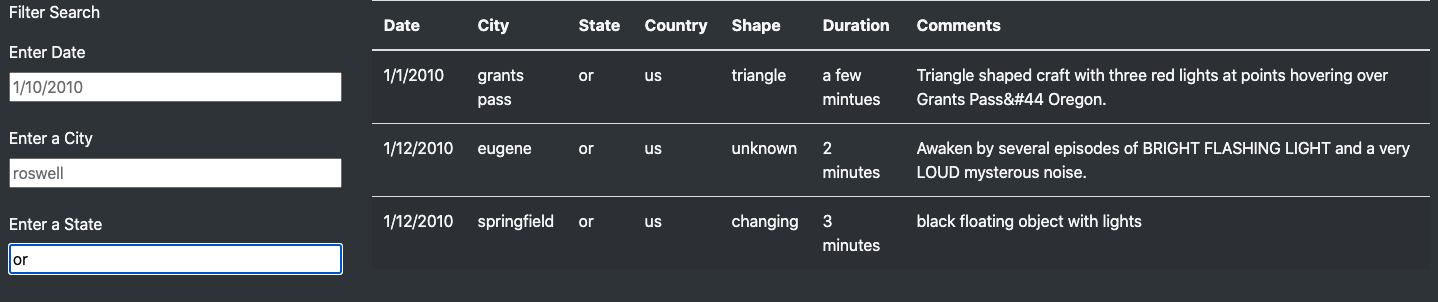 Filter Search
Enter Date
1/10/2010
Enter a City
roswell
Enter a State
or
Date City State Country Shape Duration Comments
1/1/2010 grants or us triangle a few Triangle shaped craft with three red lights at points hovering over
pass mintues Grants Pass&#44 Oregon.
1/12/2010 eugene or us unknown 2 Awaken by several episodes of BRIGHT FLASHING LIGHT and a very
minutes LOUD mysterous noise.
1/12/2010 springfield or us changing 3 black floating object with lights
minutes